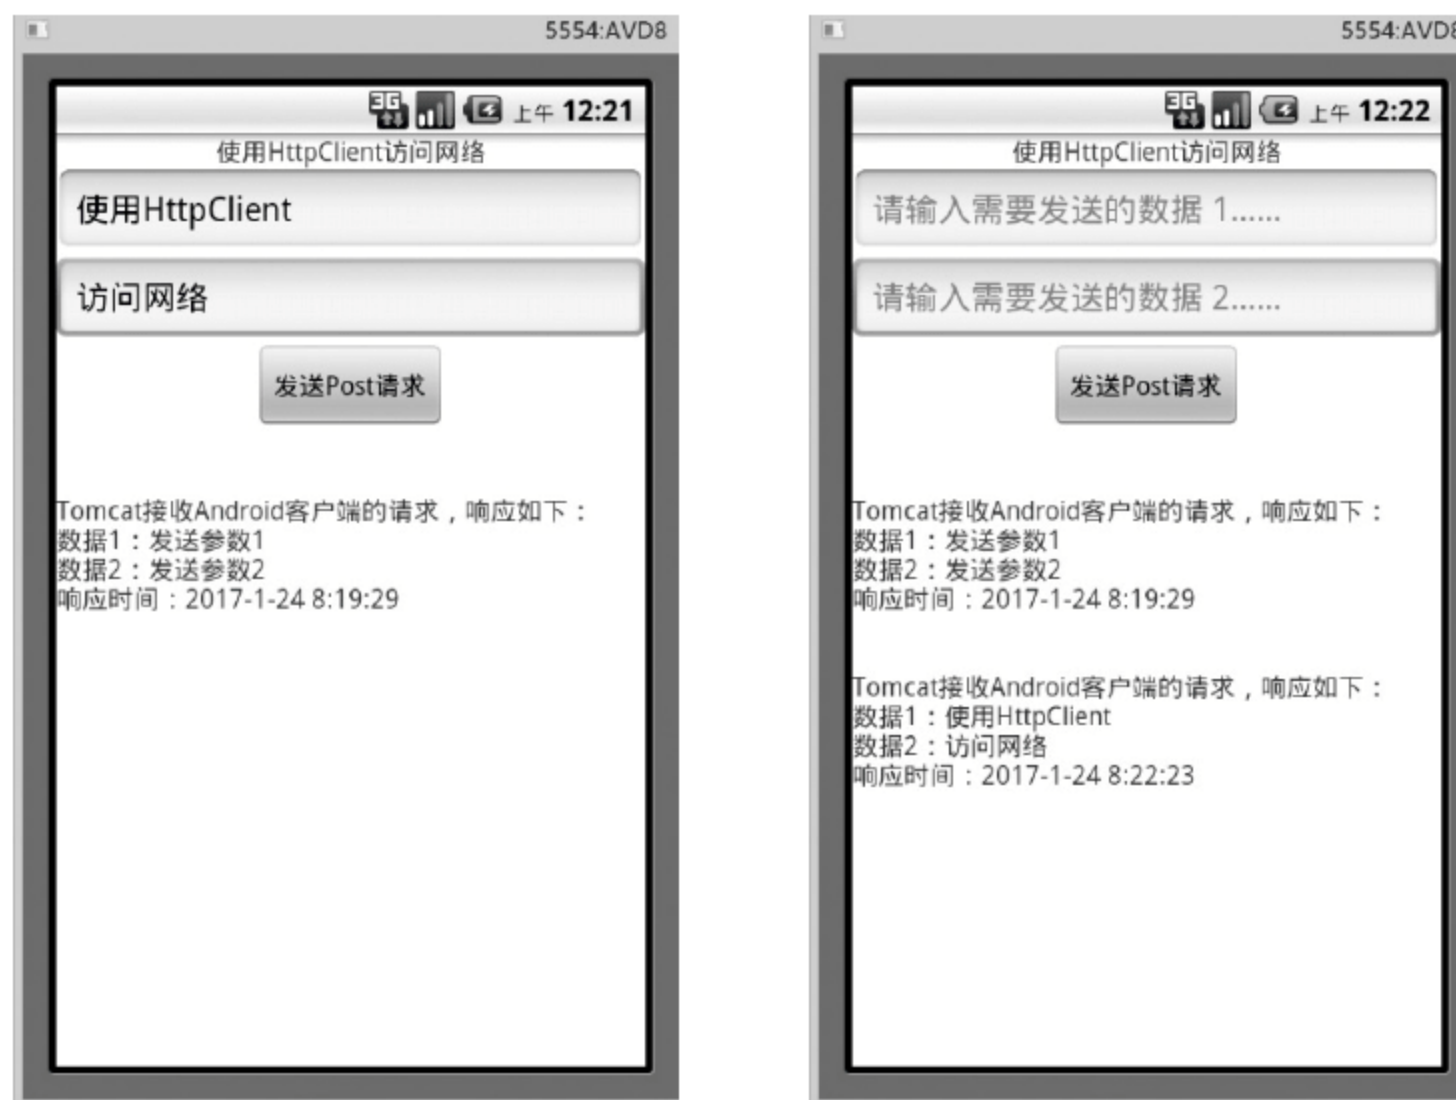 5554:AVD8
3G 上午 12:21
使用HttpClient访问网络
使用HttpClient
访问网络
发送Post请求
Tomcat接收Android客户端的请求，响应如下：
数据1：发送参数1
数据2：发送参数2
响应时间：2017-1-24 8:19:29
5554:AVD8
3G 上午 12:22
使用HttpClient访问网络
请输入需要发送的数据 1......
请输入需要发送的数据 2......
发送Post请求
Tomcat接收Android客户端的请求，响应如下：
数据1：发送参数1
数据2：发送参数2
响应时间：2017-1-24 8:19:29
Tomcat接收Android客户端的请求，响应如下：
数据1：使用HttpClient
数据2：访问网络
响应时间：2017-1-24 8:22:23